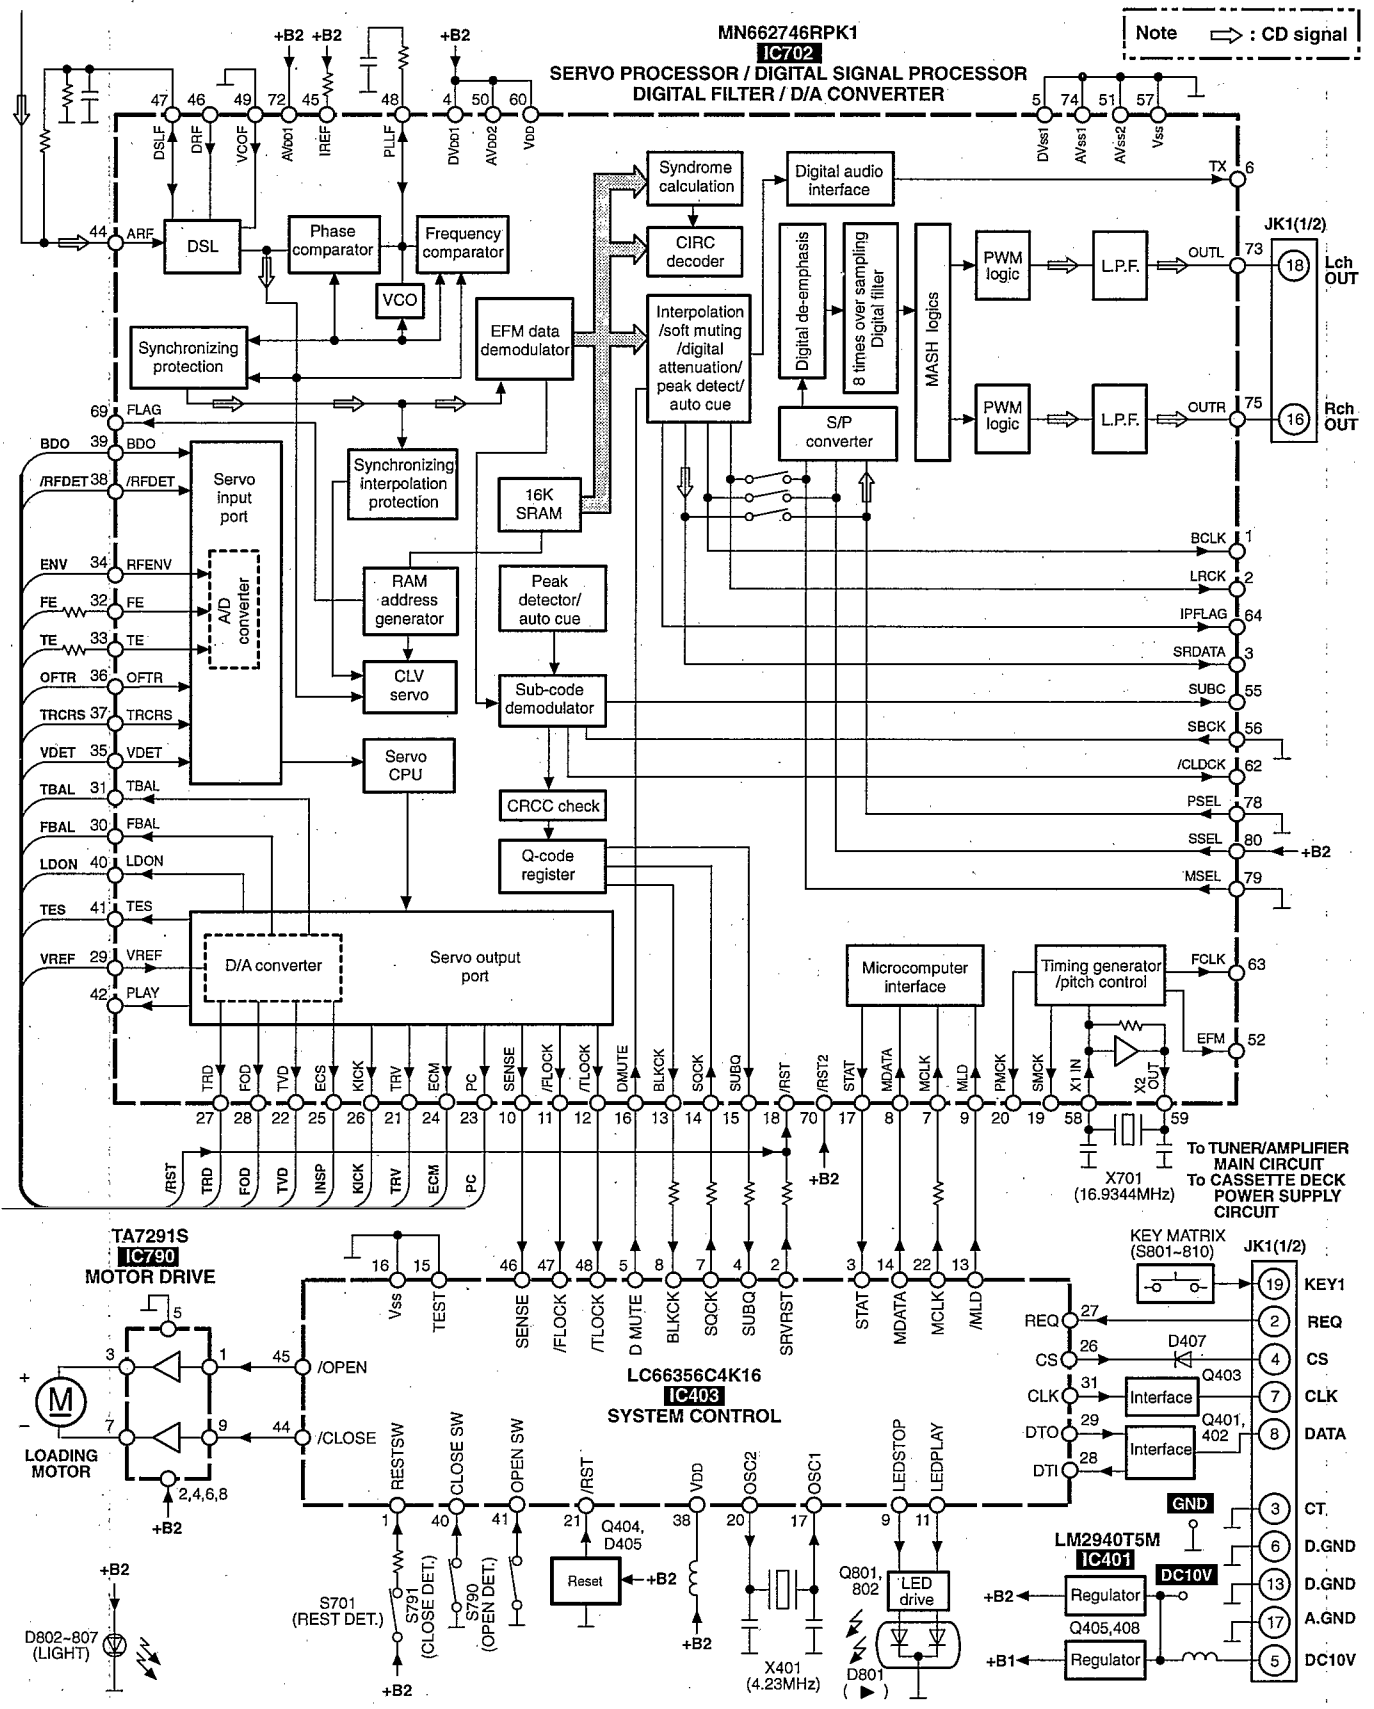 MN662746RPK1
IC702
SERVO PROCESSOR / DIGITAL SIGNAL PROCESSOR
DIGITAL FILTER / D/A CONVERTER
Note : CD signal
+B2 +B2 +B2
47 46 49 72 45 48 4 50 60
DSLF DRF VCOF AVDD1 IREF PLLF DVDD1 AVDD2 VDD
5 74 51 57
DVss1 AVss1 AVss2 Vss
44 ARF
DSL
Phase
comparator
Frequency
comparator
VCO
Synchronizing
protection
EFM data
demodulator
Syndrome
calculation
CIRC
decoder
Interpolation
/soft muting
/digital
attenuation/
peak detect/
auto cue
Digital audio
interface
Digital de-emphasis
8 times over sampling
Digital filter
MASH logics
S/P
converter
PWM
logic
L.P.F.
PWM
logic
L.P.F.
TX 6
OUTL 73
OUTR 75
JK1(1/2)
18 Lch
OUT
16 Rch
OUT
69 FLAG
BDO 39 BDO
/RFDET 38 /RFDET
ENV 34 RFENV
FE 32 FE
TE 33 TE
OFTR 36 OFTR
TRCRS 37 TRCRS
VDET 35 VDET
TBAL 31 TBAL
FBAL 30 FBAL
LDON 40 LDON
TES 41 TES
VREF 29 VREF
42 PLAY
Servo
input
port
A/D
converter
Synchronizing
interpolation
protection
16K
SRAM
RAM
address
generator
Peak
detector/
auto cue
CLV
servo
Sub-code
demodulator
Servo
CPU
CRCC check
Q-code
register
D/A converter
Servo output
port
Microcomputer
interface
Timing generator
/pitch control
BCLK 1
LRCK 2
IPFLAG 64
SRDATA 3
SUBC 55
SBCK 56
/CLDCK 62
PSEL 78
SSEL 80 +B2
MSEL 79
FCLK 63
EFM 52
TRD FOD TVD ECS KICK TRV ECM PC SENSE /FLOCK /TLOCK DMUTE BLKCK SQCK SUBQ /RST /RST2 STAT MDATA MCLK MLD PMCK SMCK X1 IN X2 OUT
27 28 22 25 26 21 24 23 10 11 12 16 13 14 15 18 70 17 8 7 9 20 19 58 59
/RST TRD FOD TVD INSP KICK TRV ECM PC
+B2
X701
(16.9344MHz)
To TUNER/AMPLIFIER
MAIN CIRCUIT
To CASSETTE DECK
POWER SUPPLY
CIRCUIT
TA7291S
IC790
MOTOR DRIVE
5
3 1
7 9
2,4,6,8
+B2
+
M
−
LOADING
MOTOR
+B2
D802~807
(LIGHT)
16 15 46 47 48 5 8 7 4 2 3 14 22 13
Vss TEST SENSE /FLOCK /TLOCK D MUTE BLKCK SQCK SUBQ SRVRST STAT MDATA MCLK /MLD
45 /OPEN
44 /CLOSE
LC66356C4K16
IC403
SYSTEM CONTROL
REQ 27
CS 26
CLK 31
DTO 29
DTI 28
RESTSW CLOSE SW OPEN SW /RST VDD OSC2 OSC1 LEDSTOP LEDPLAY
1 40 41 21 38 20 17 9 11
S701
(REST DET.)
+B2
S791
(CLOSE DET.)
S790
(OPEN DET.)
Q404,
D405
Reset
+B2
+B2
X401
(4.23MHz)
Q801,
802
LED
drive
D801
( ▶ )
KEY MATRIX
(S801~810)
JK1(1/2)
19 KEY1
2 REQ
D407
4 CS
Interface
Q403
7 CLK
Interface
Q401,
402
8 DATA
3 CT
6 D.GND
13 D.GND
17 A.GND
5 DC10V
GND
LM2940T5M
IC401
DC10V
+B2 Regulator
Q405,408
+B1 Regulator